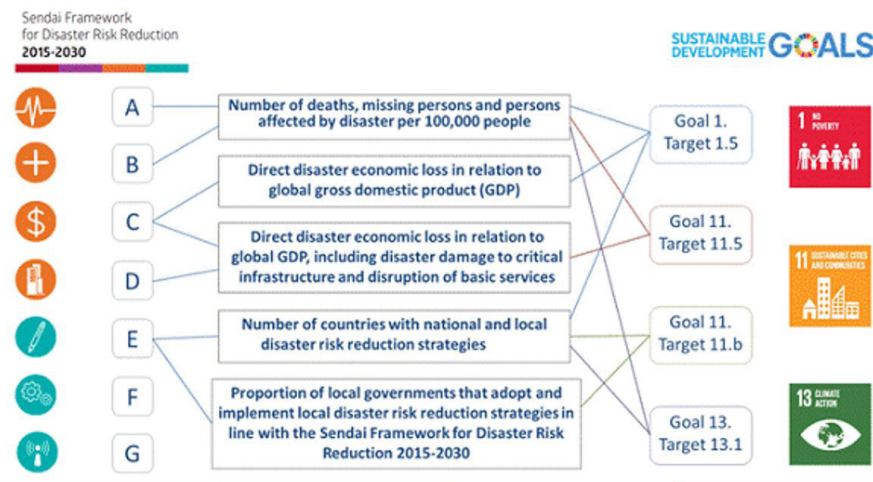 Sendai Framework
for Disaster Risk Reduction
2015-2030
SUSTAINABLE
DEVELOPMENT GOALS
A
B
C
D
E
F
G
Number of deaths, missing persons and persons
affected by disaster per 100,000 people
Direct disaster economic loss in relation to
global gross domestic product (GDP)
Direct disaster economic loss in relation to
global GDP, including disaster damage to critical
infrastructure and disruption of basic services
Number of countries with national and local
disaster risk reduction strategies
Proportion of local governments that adopt and
implement local disaster risk reduction strategies in
line with the Sendai Framework for Disaster Risk
Reduction 2015-2030
Goal 1.
Target 1.5
Goal 11.
Target 11.5
Goal 11.
Target 11.b
Goal 13.
Target 13.1
1 NO
POVERTY
11 SUSTAINABLE CITIES
AND COMMUNITIES
13 CLIMATE
ACTION